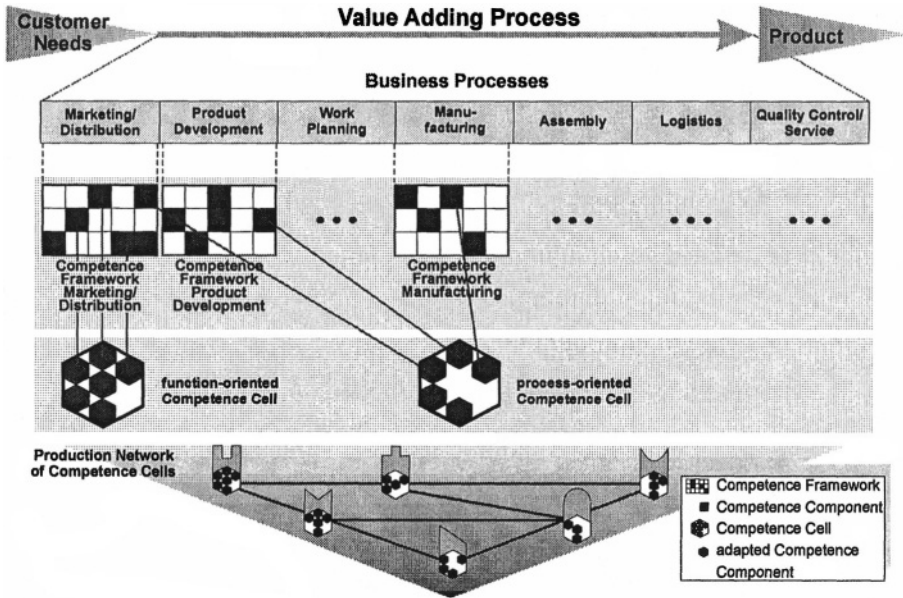 Customer
Needs
Value Adding Process
Product
Business Processes
Marketing/
Distribution
Product
Development
Work
Planning
Manu-
facturing
Assembly
Logistics
Quality Control/
Service
Competence
Framework
Marketing/
Distribution
Competence
Framework
Product
Development
Competence
Framework
Manufacturing
function-oriented
Competence Cell
process-oriented
Competence Cell
Production Network
of Competence Cells
Competence Framework
Competence Component
Competence Cell
adapted Competence
Component